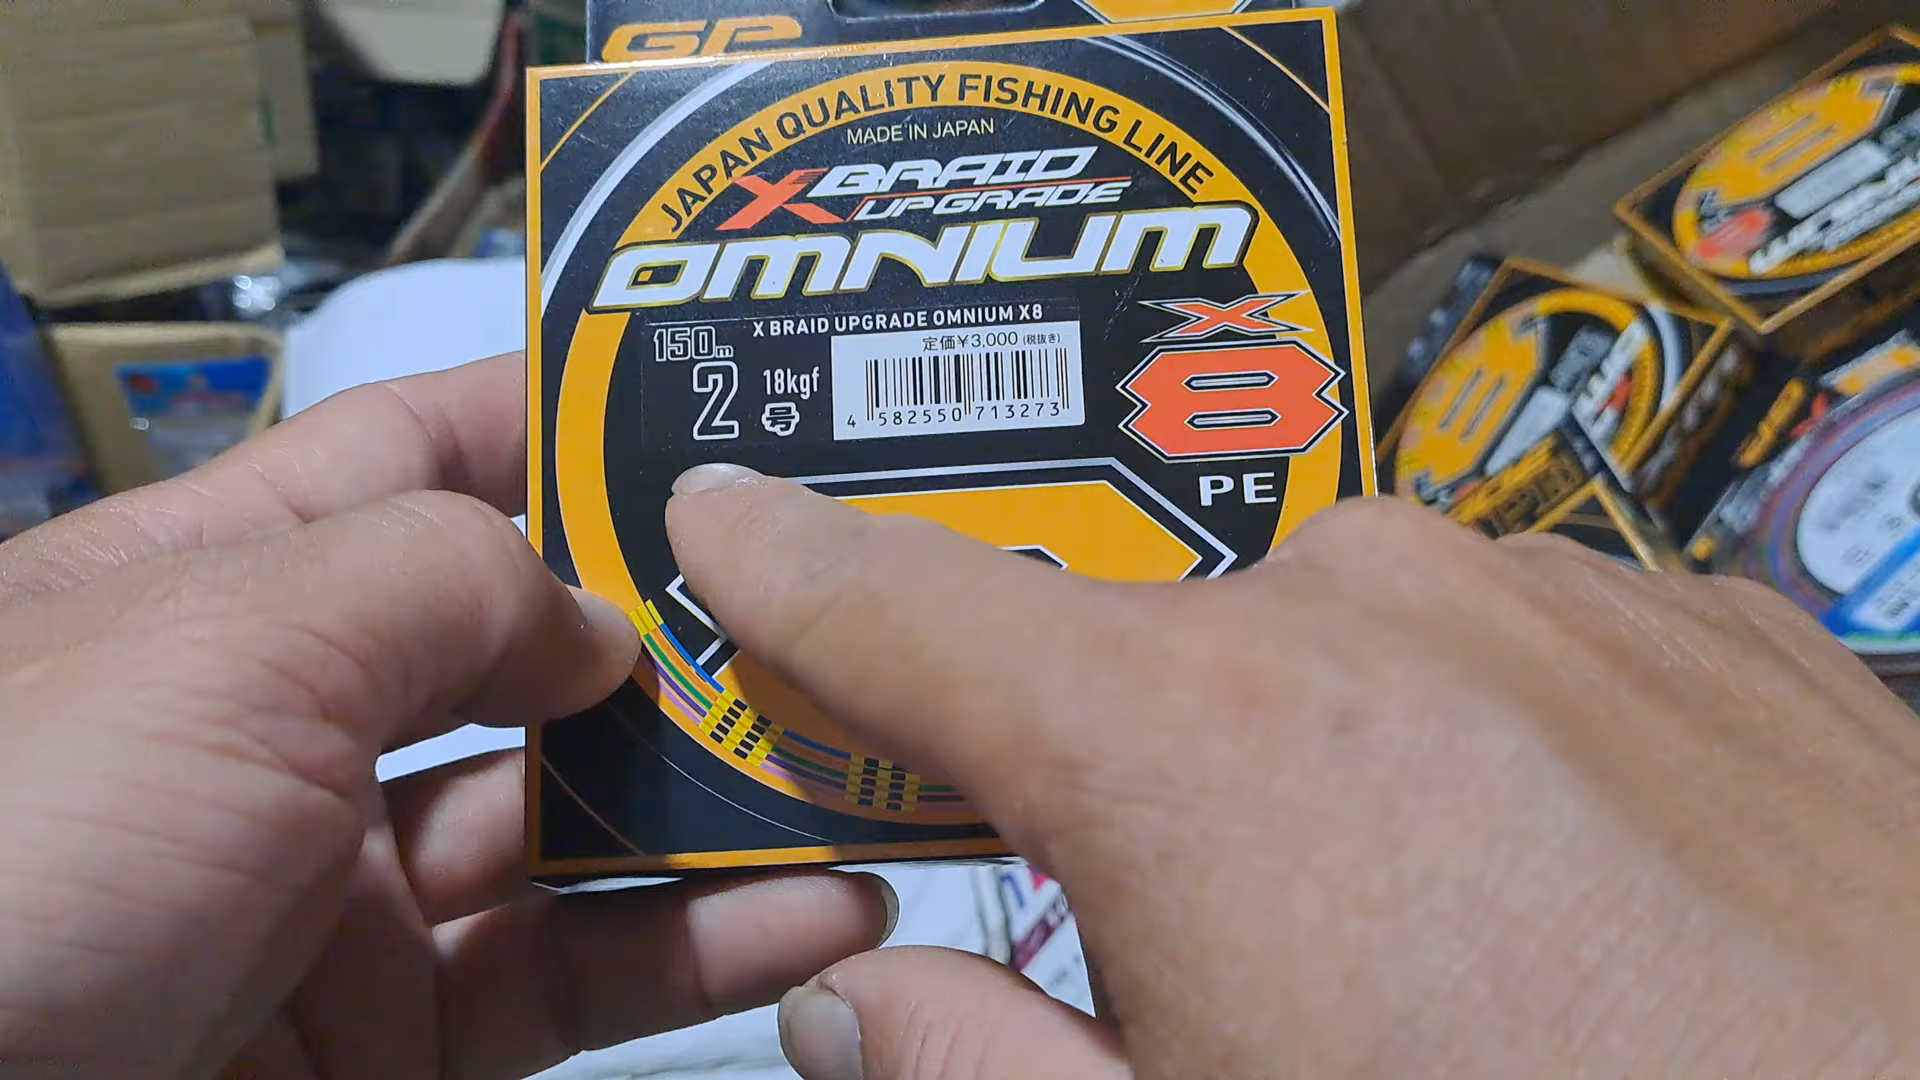 GP
JAPAN QUALITY FISHING LINE
MADE IN JAPAN
X BRAID
UPGRADE
OMNIUM
X BRAID UPGRADE OMNIUM X8
150m
定価¥3,000 (税抜き)
2 号 18kgf
4 582550 713273
X
8
PE